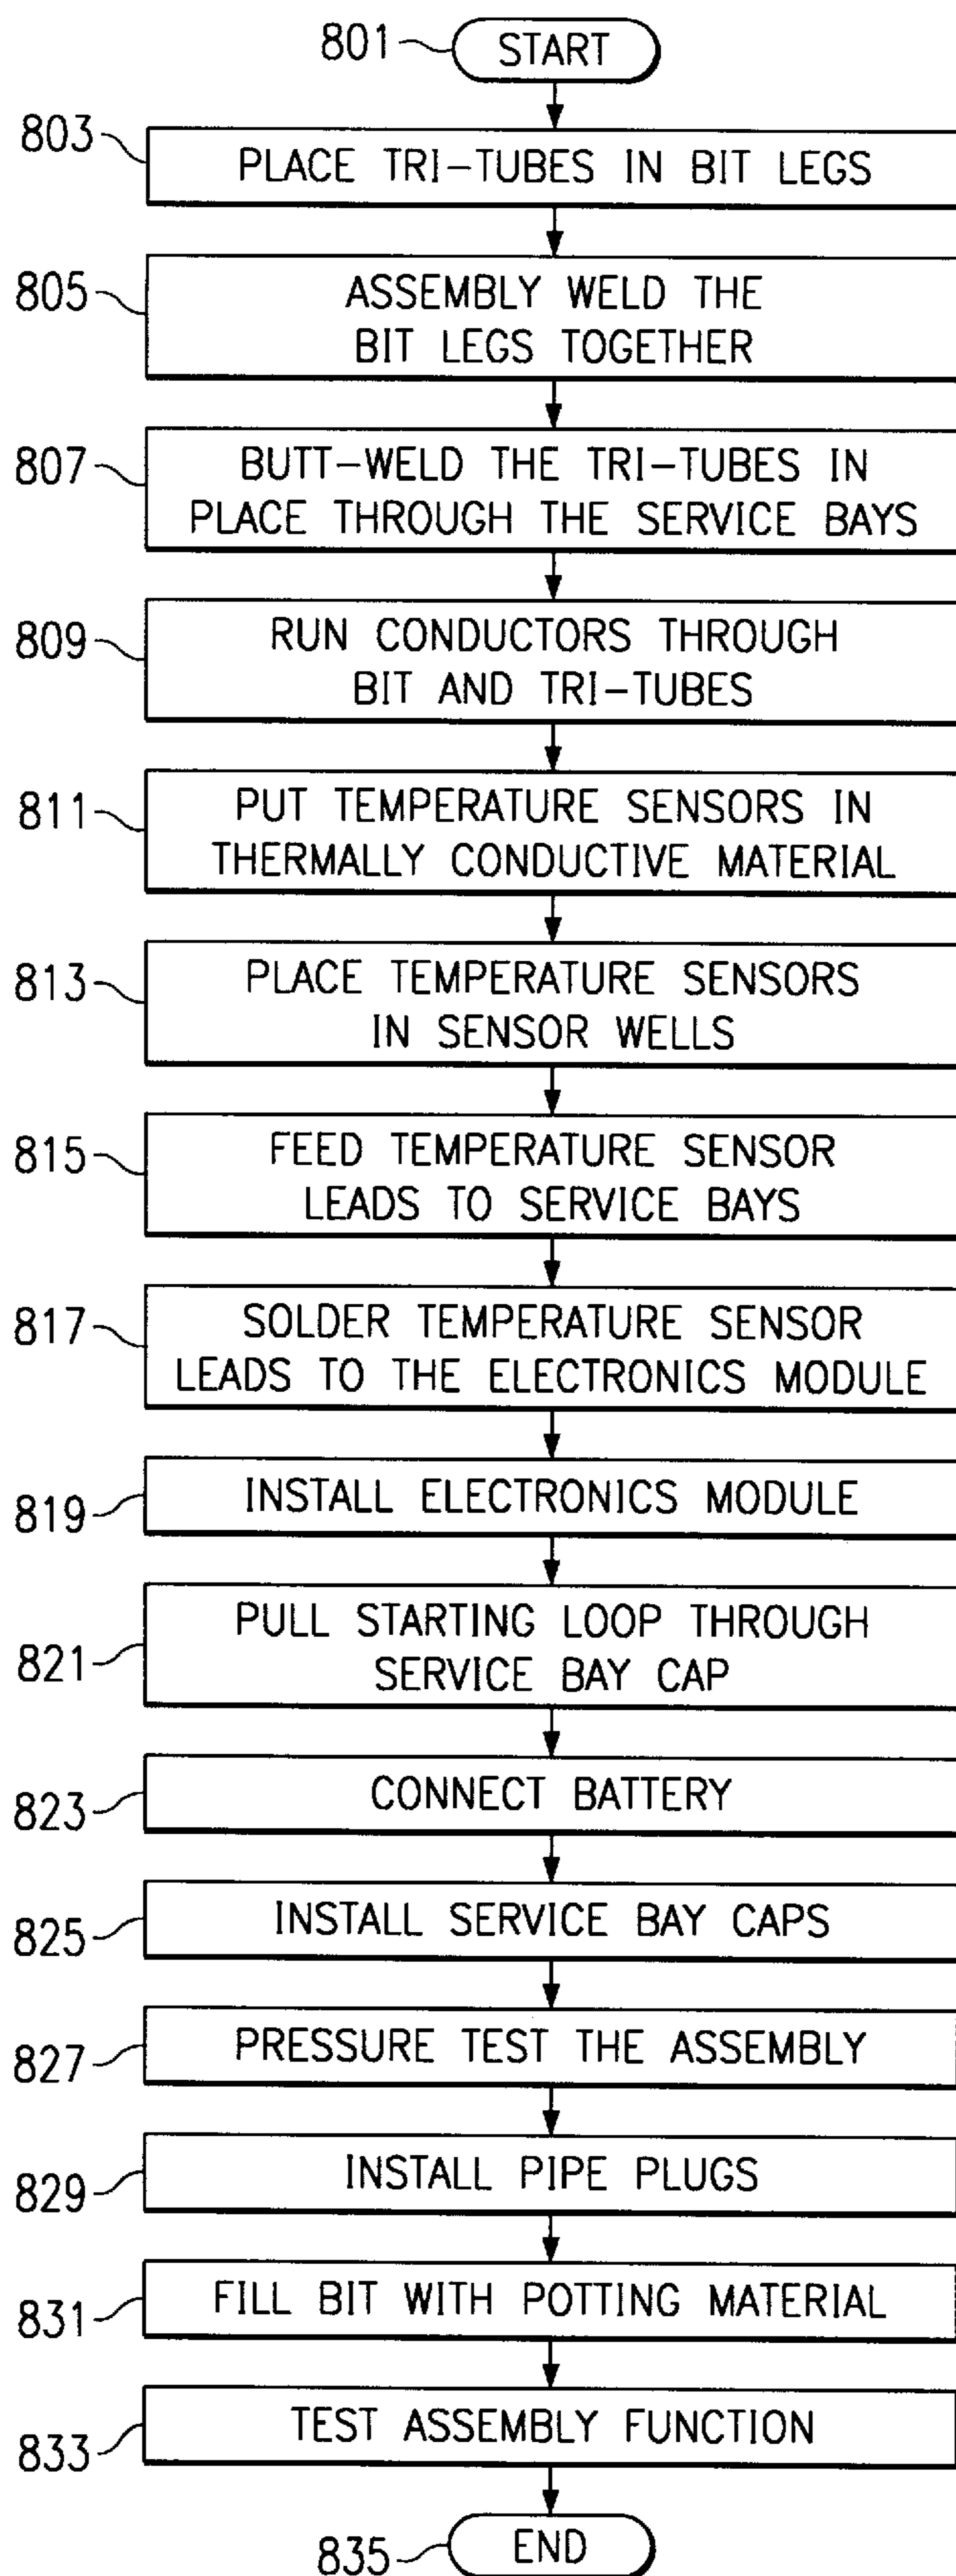 801 START
803 PLACE TRI-TUBES IN BIT LEGS
805 ASSEMBLY WELD THE
BIT LEGS TOGETHER
807 BUTT-WELD THE TRI-TUBES IN
PLACE THROUGH THE SERVICE BAYS
809 RUN CONDUCTORS THROUGH
BIT AND TRI-TUBES
811 PUT TEMPERATURE SENSORS IN
THERMALLY CONDUCTIVE MATERIAL
813 PLACE TEMPERATURE SENSORS
IN SENSOR WELLS
815 FEED TEMPERATURE SENSOR
LEADS TO SERVICE BAYS
817 SOLDER TEMPERATURE SENSOR
LEADS TO THE ELECTRONICS MODULE
819 INSTALL ELECTRONICS MODULE
821 PULL STARTING LOOP THROUGH
SERVICE BAY CAP
823 CONNECT BATTERY
825 INSTALL SERVICE BAY CAPS
827 PRESSURE TEST THE ASSEMBLY
829 INSTALL PIPE PLUGS
831 FILL BIT WITH POTTING MATERIAL
833 TEST ASSEMBLY FUNCTION
835 END